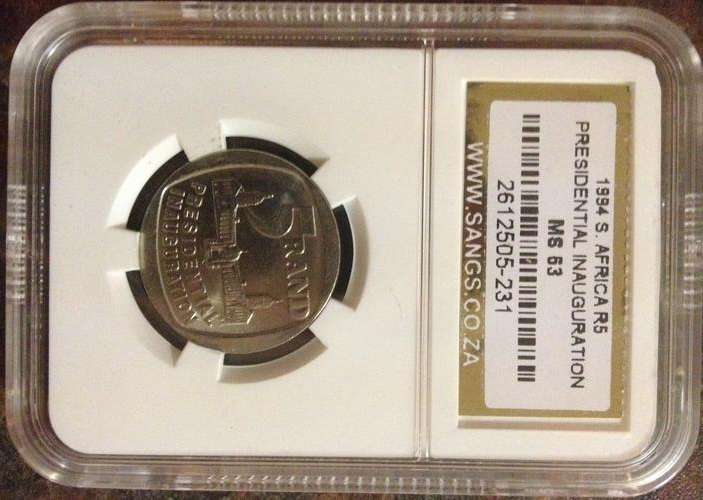 1994 S. AFRICA R5
PRESIDENTIAL INAUGURATION
MS 63
2612505-231
WWW.SANGS.CO.ZA
5 RAND
PRESIDENTIAL
INAUGURATION